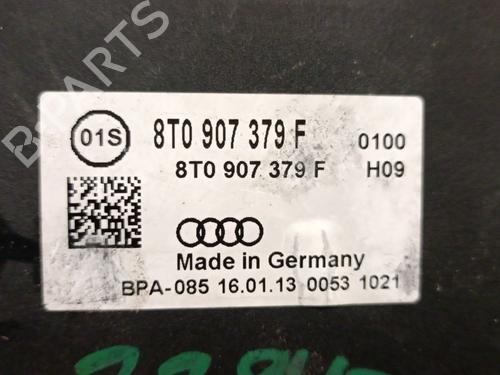 BPARTS
01S
8T0 907 379 F 0100
8T0 907 379 F H09
Made in Germany
BPA-085 16.01.13 0053 1021